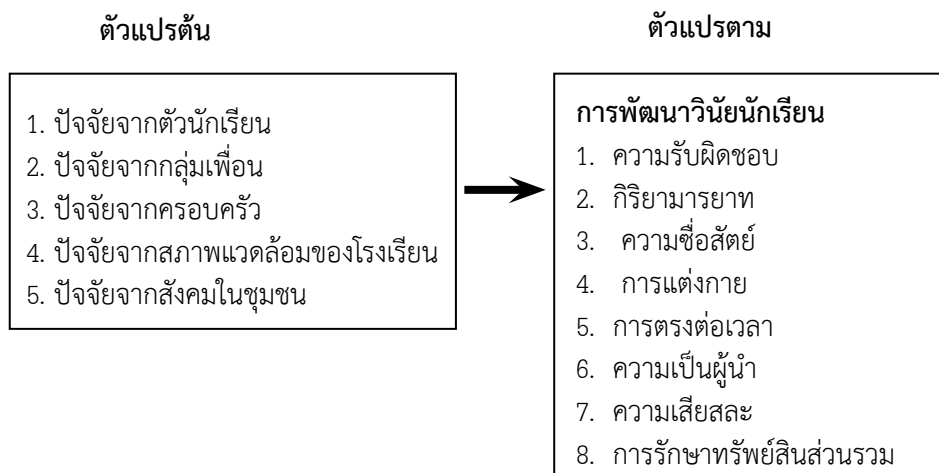 ตัวแปรต้น
1. ปัจจัยจากตัวนักเรียน
2. ปัจจัยจากกลุ่มเพื่อน
3. ปัจจัยจากครอบครัว
4. ปัจจัยจากสภาพแวดล้อมของโรงเรียน
5. ปัจจัยจากสังคมในชุมชน
ตัวแปรตาม
การพัฒนาวินัยนักเรียน
1. ความรับผิดชอบ
2. กิริยามารยาท
3. ความซื่อสัตย์
4. การแต่งกาย
5. การตรงต่อเวลา
6. ความเป็นผู้นำ
7. ความเสียสละ
8. การรักษาทรัพย์สินส่วนรวม